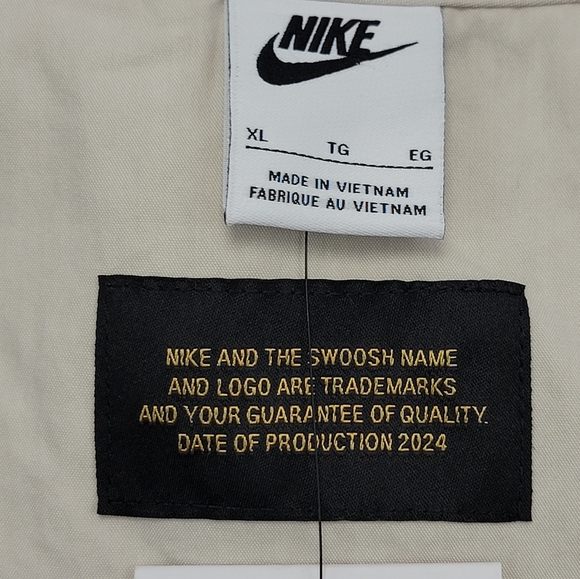 NIKE
XL TG EG
MADE IN VIETNAM
FABRIQUE AU VIETNAM
NIKE AND THE SWOOSH NAME
AND LOGO ARE TRADEMARKS
AND YOUR GUARANTEE OF QUALITY.
DATE OF PRODUCTION 2024